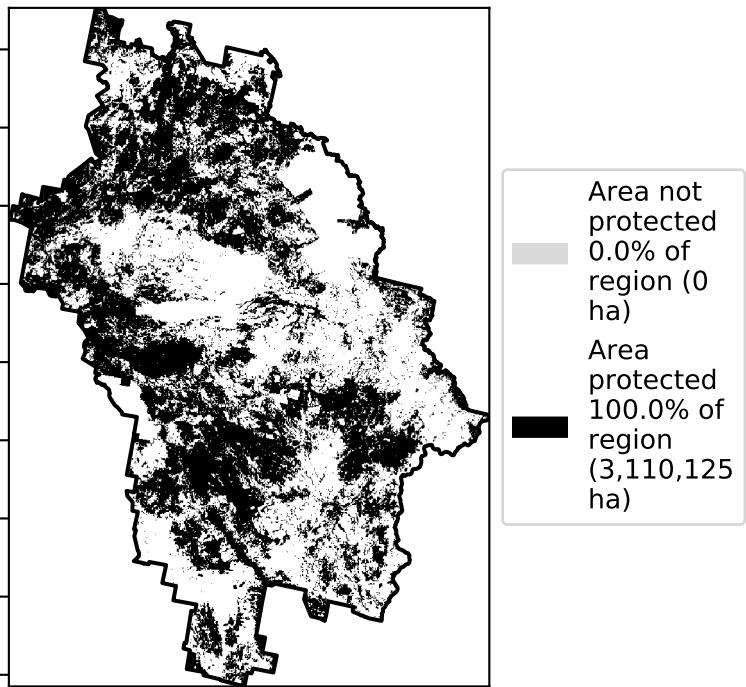 Area not
protected
0.0% of
region (0
ha)
Area
protected
100.0% of
region
(3,110,125
ha)